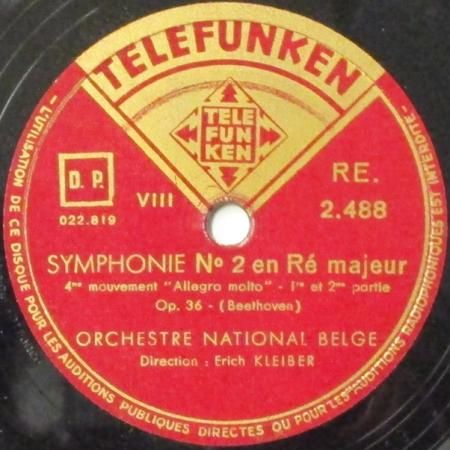 TELEFUNKEN
TELE
FUN
KEN
D. P.
VIII
RE.
022.819
2.488
SYMPHONIE No 2 en Ré majeur
4me mouvement "Allegro molto" - 1re et 2me partie
Op. 36 - (Beethoven)
ORCHESTRE NATIONAL BELGE
Direction : Erich KLEIBER
- L'UTILISATION DE CE DISQUE POUR LES AUDITIONS PUBLIQUES DIRECTES OU POUR LES AUDITIONS RADIOPHONIQUES EST INTERDITE -